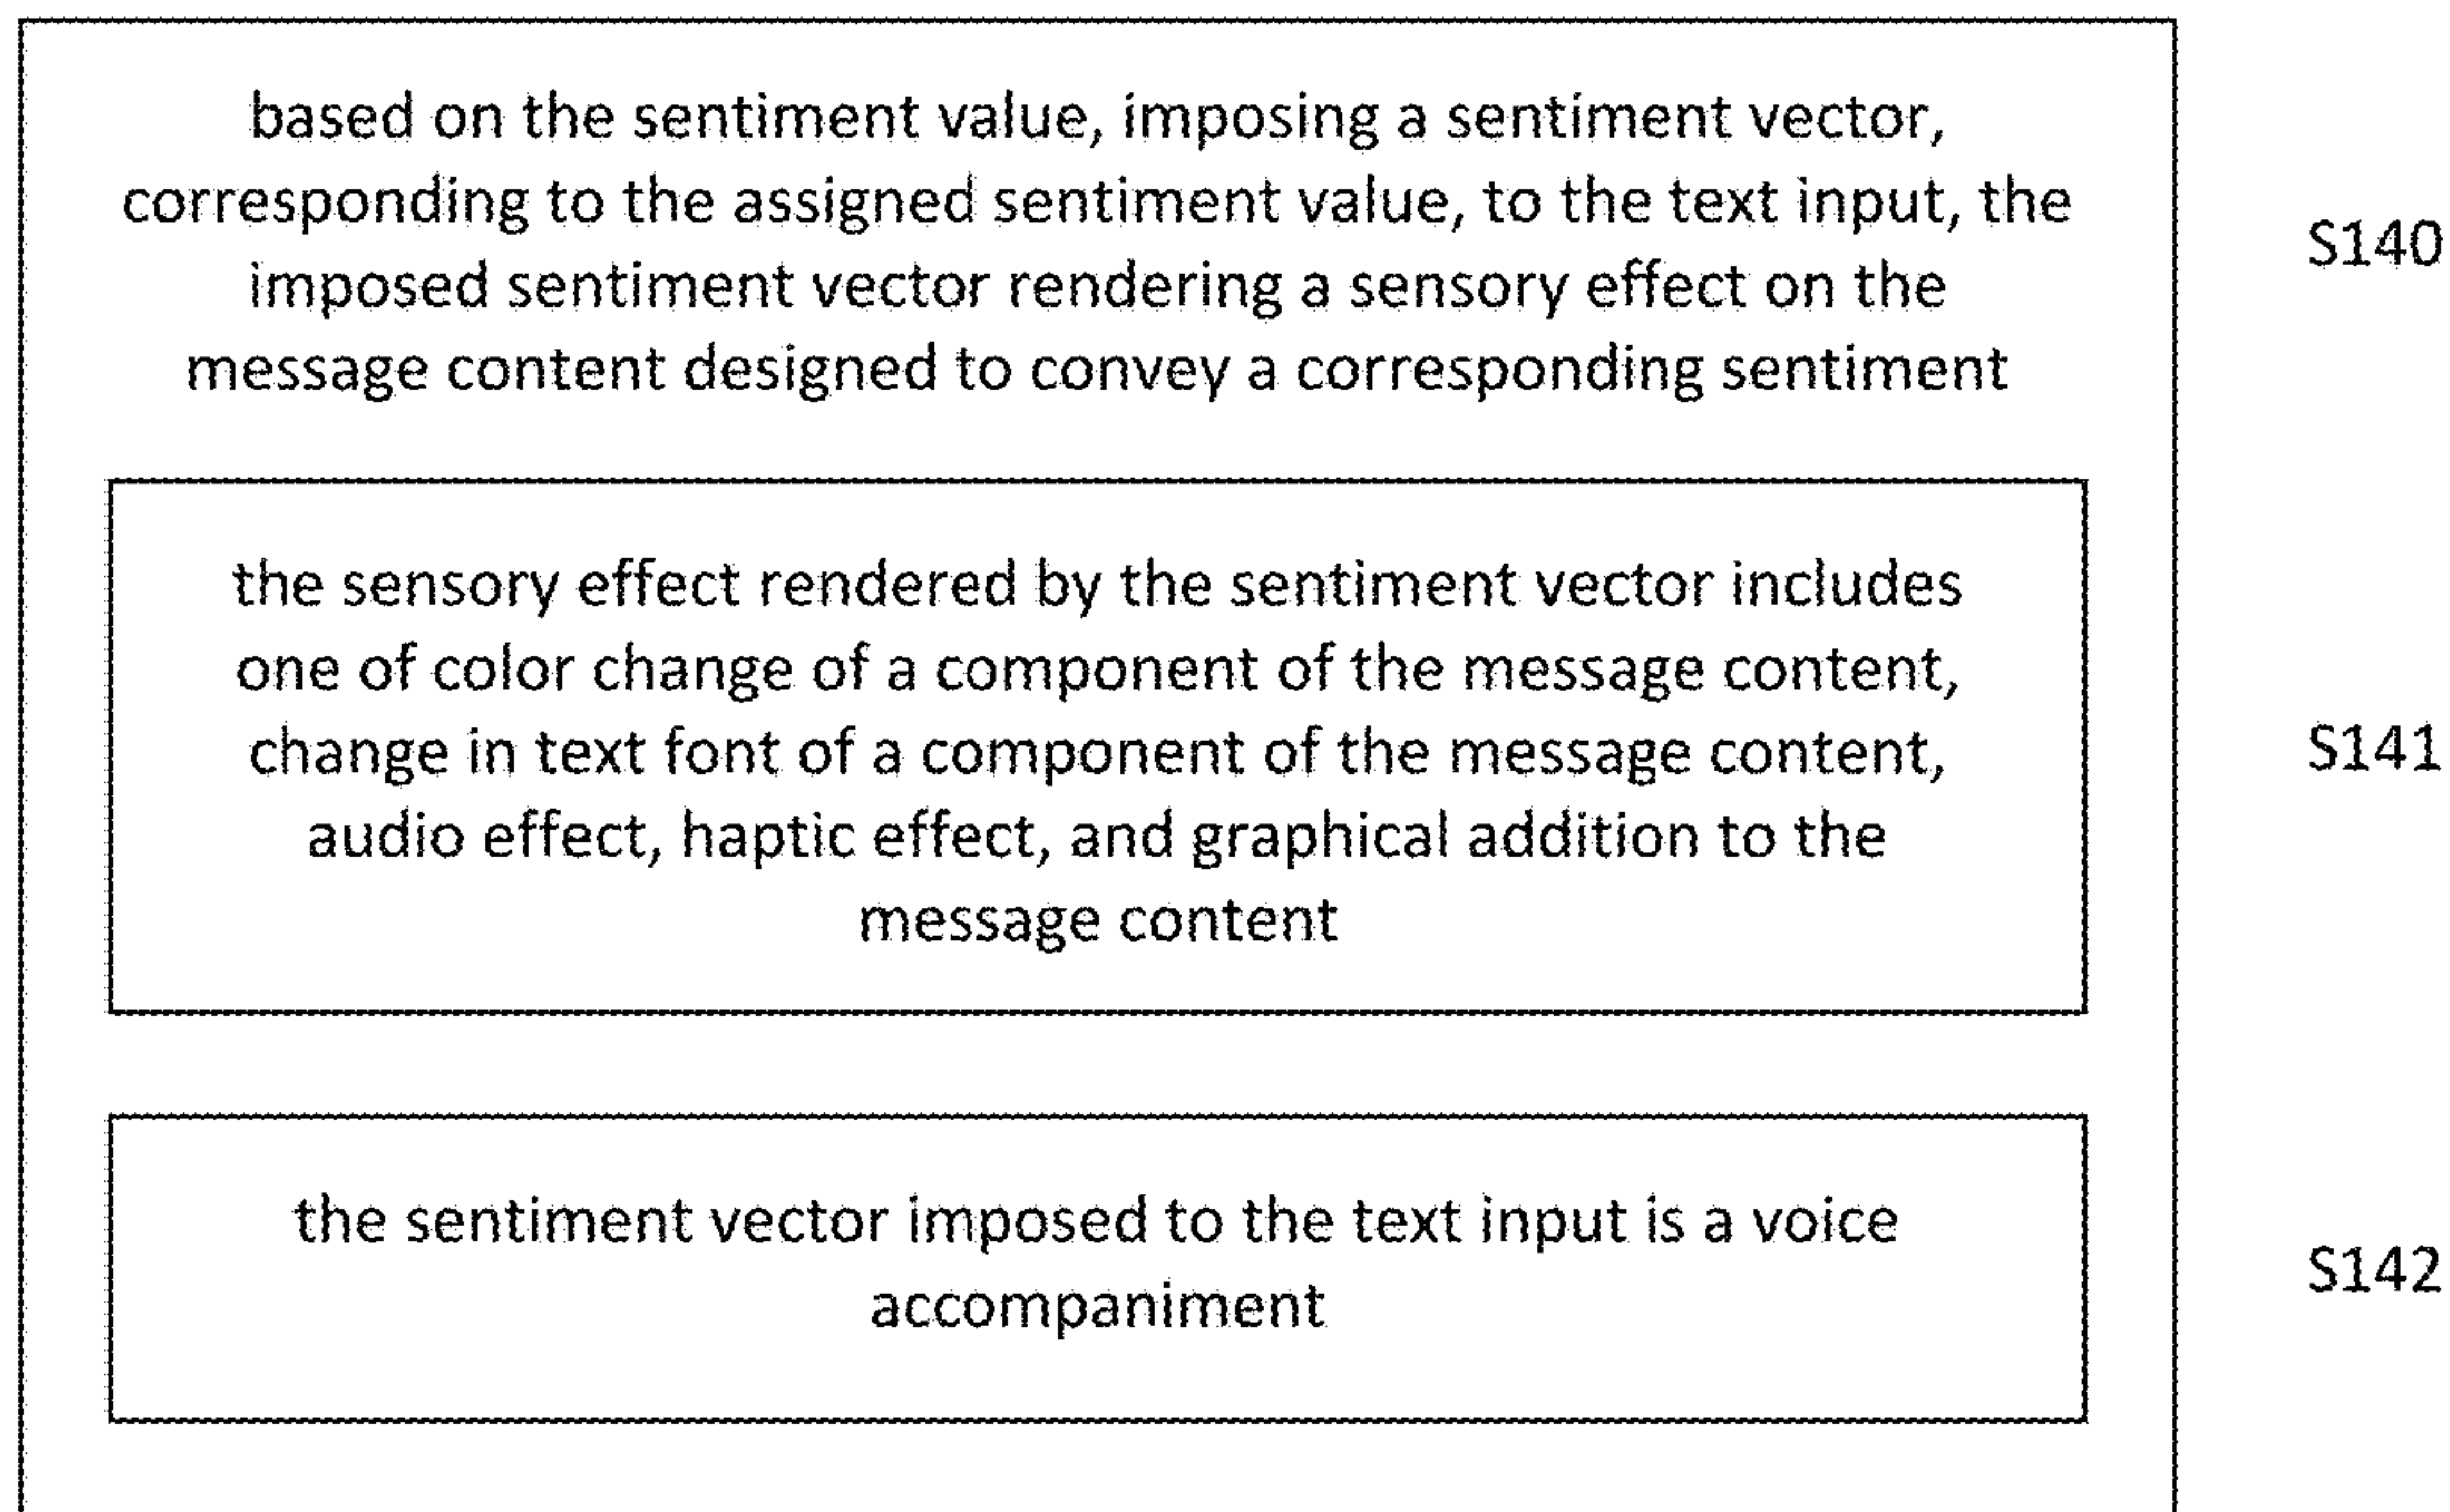 based on the sentiment value, imposing a sentiment vector,
corresponding to the assigned sentiment value, to the text input, the
imposed sentiment vector rendering a sensory effect on the
message content designed to convey a corresponding sentiment
S140
the sensory effect rendered by the sentiment vector includes
one of color change of a component of the message content,
change in text font of a component of the message content,
audio effect, haptic effect, and graphical addition to the
message content
S141
the sentiment vector imposed to the text input is a voice
accompaniment
S142